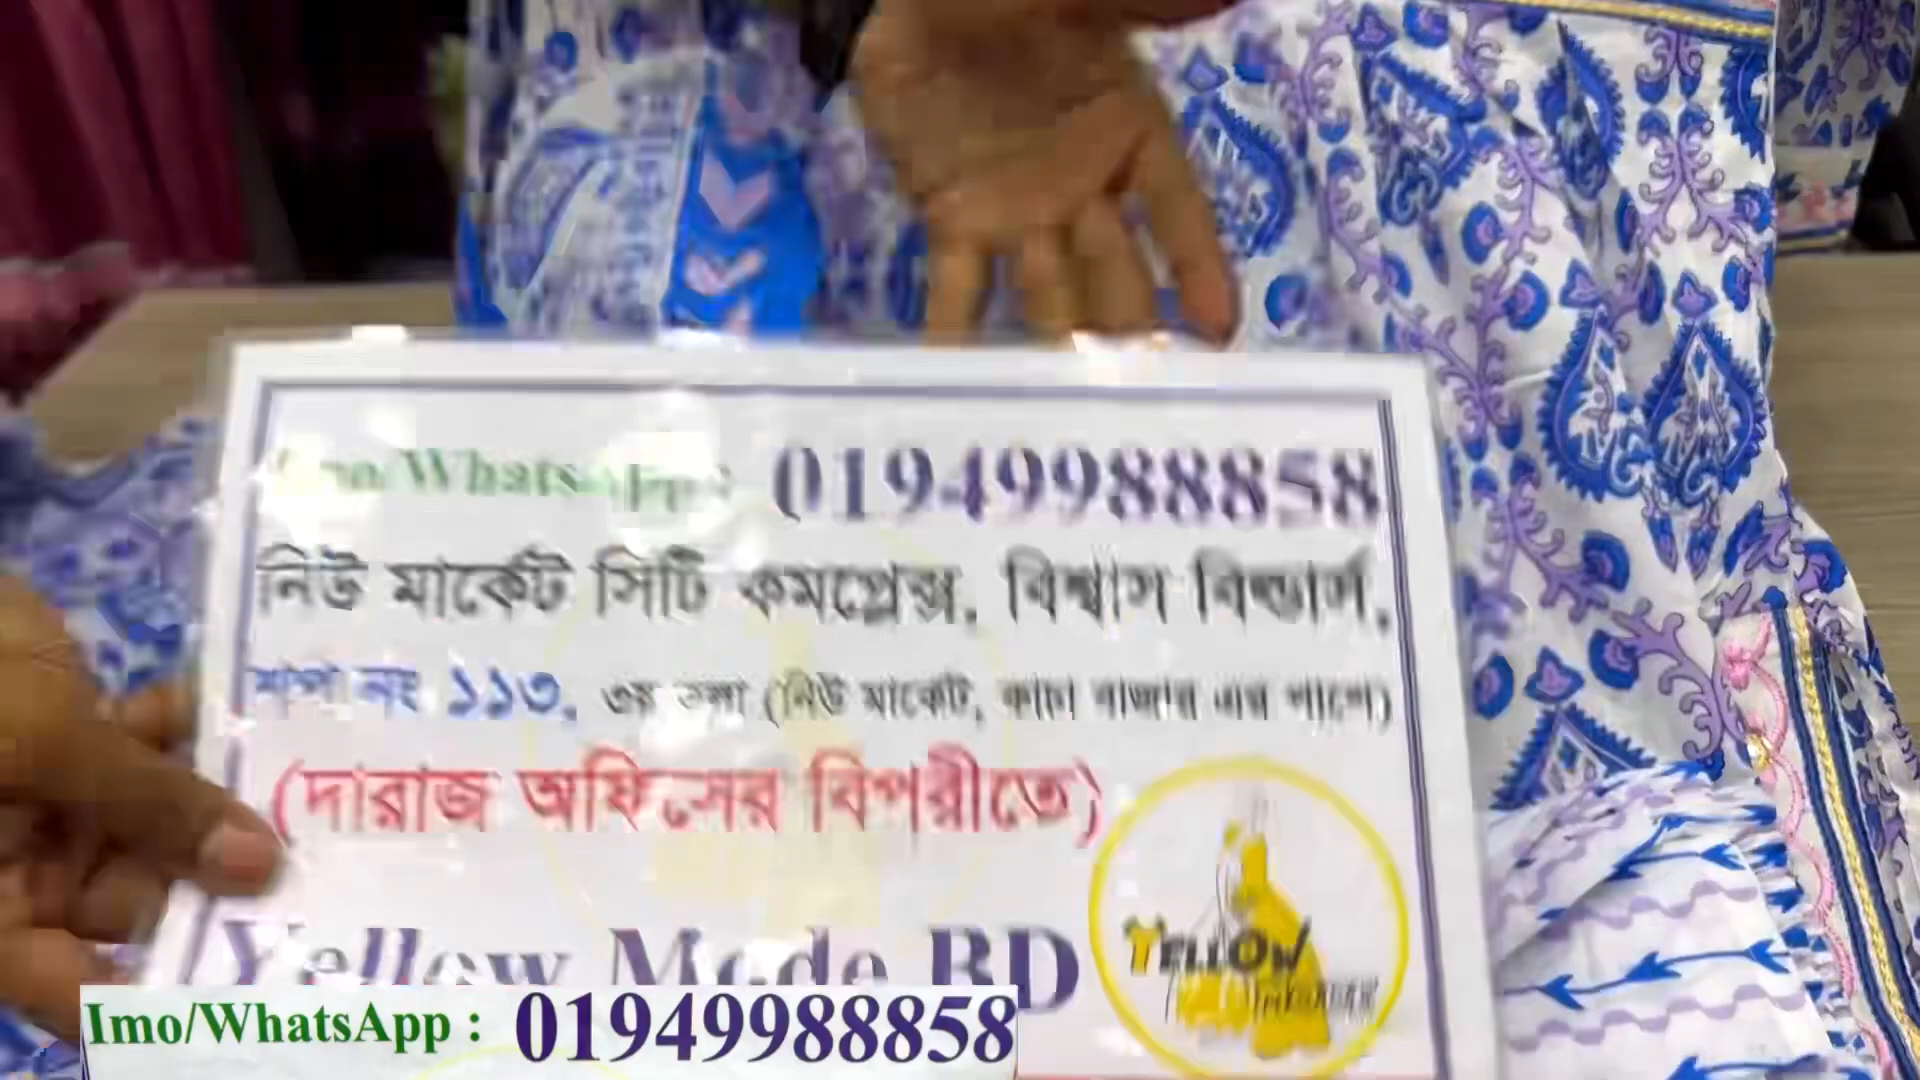 Imo/WhatsApp : 01949988858
নিউ মার্কেট সিটি কমপ্লেক্স, বিশ্বাস বিল্ডার্স,
শপ নং ১১৩, ৩য় তলা (নিউ মার্কেট, কাচা বাজার এর পাশে)
(দারাজ অফিসের বিপরীতে)
Yellow Mode BD
YELLOW
Imo/WhatsApp : 01949988858